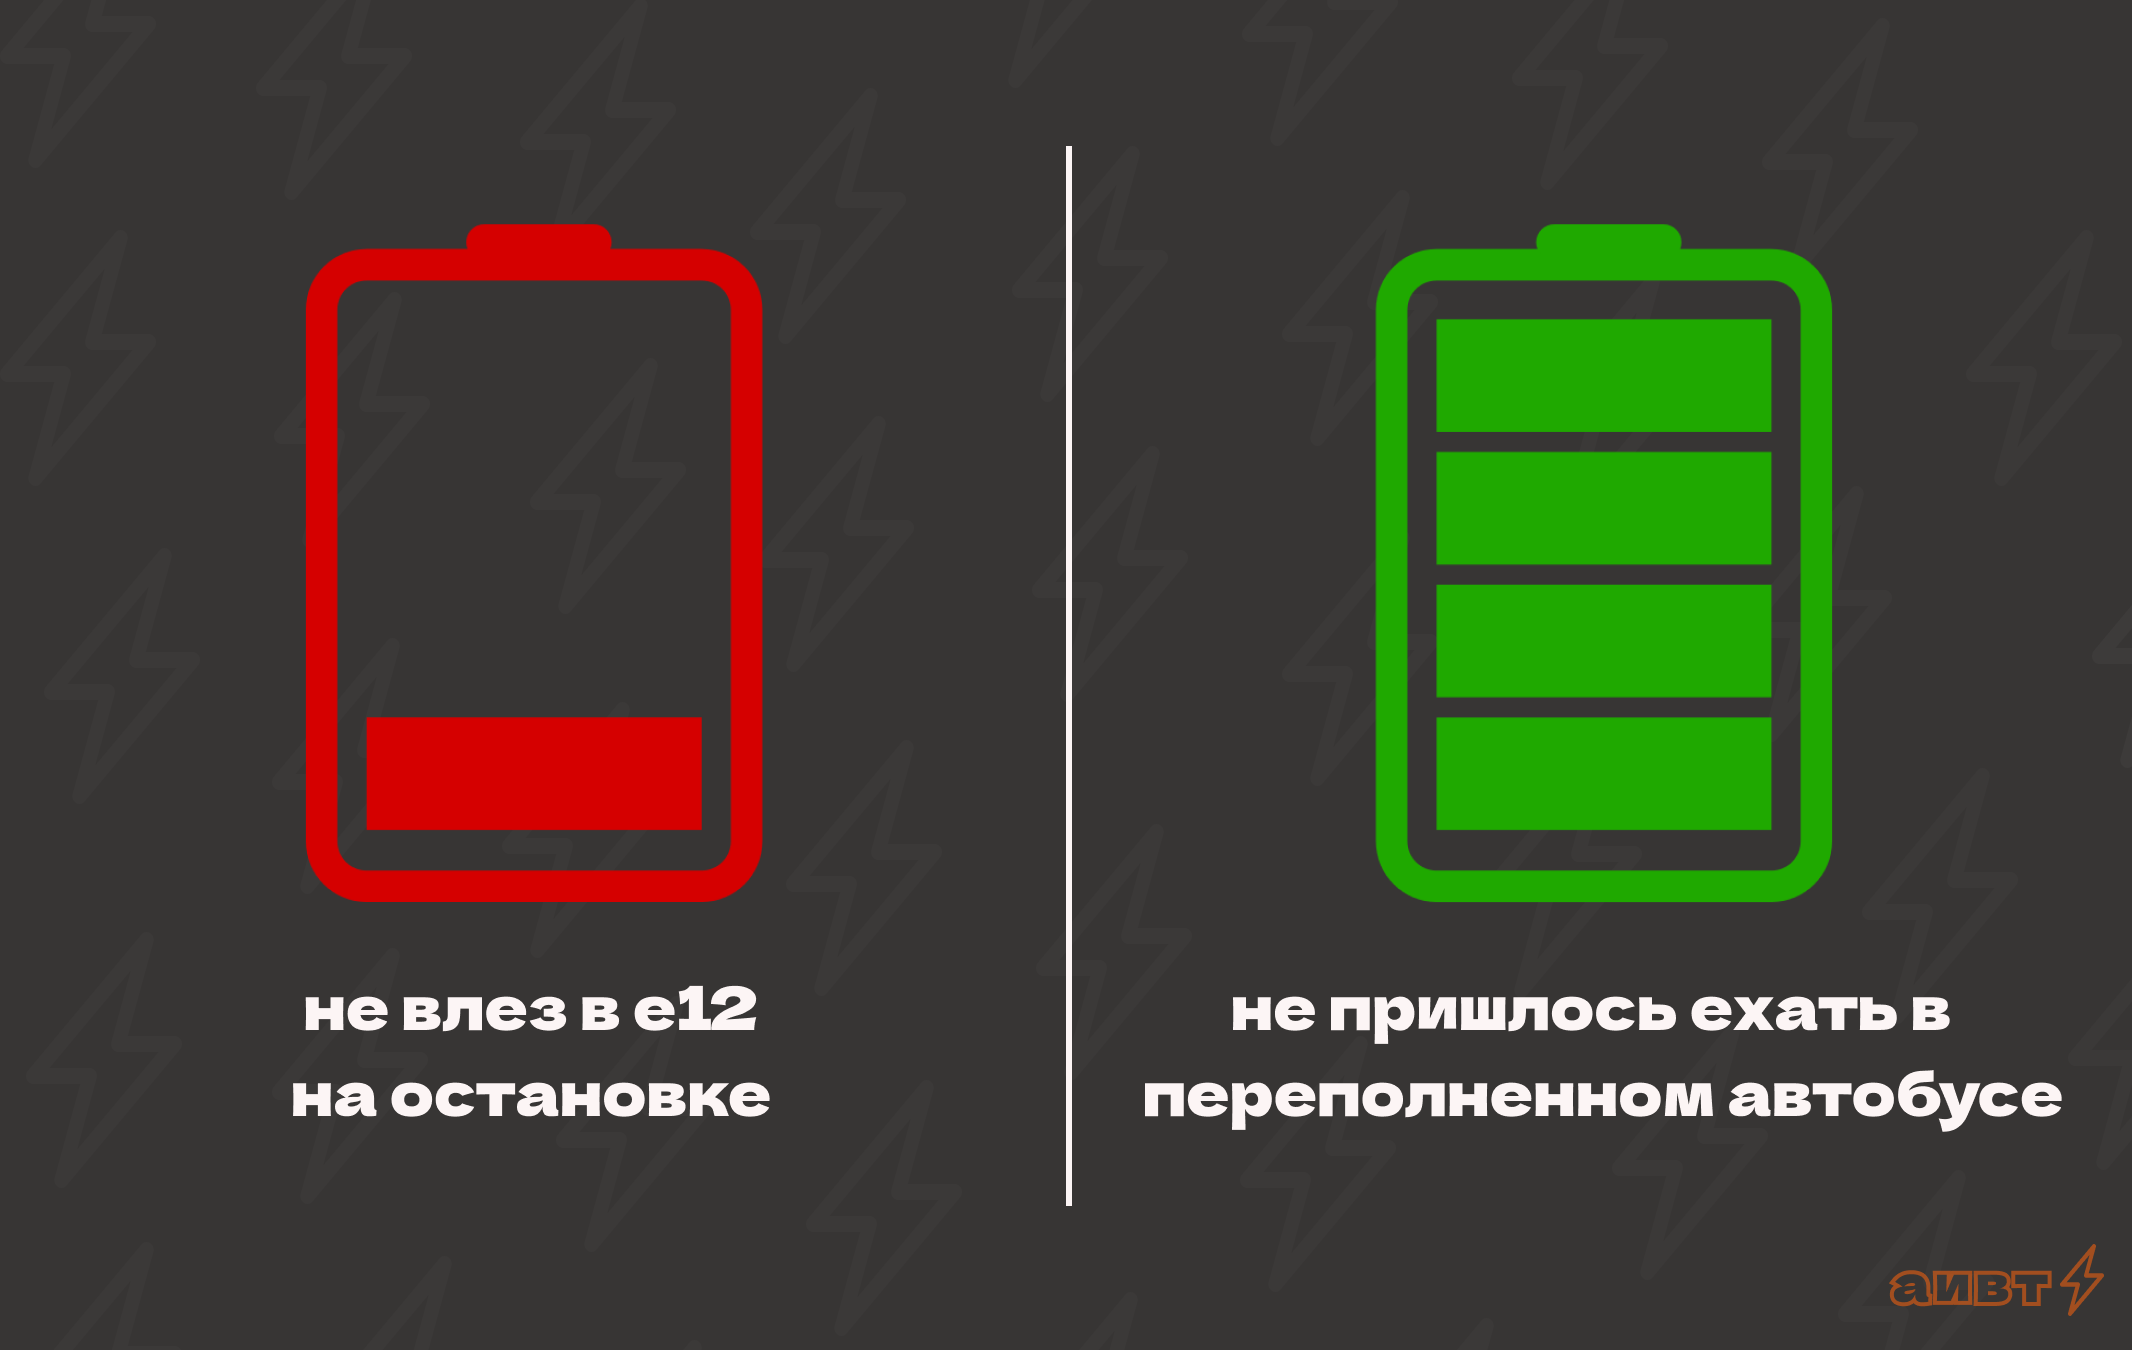 не влез в е12
на остановке
не пришлось ехать в
переполненном автобусе
аивт